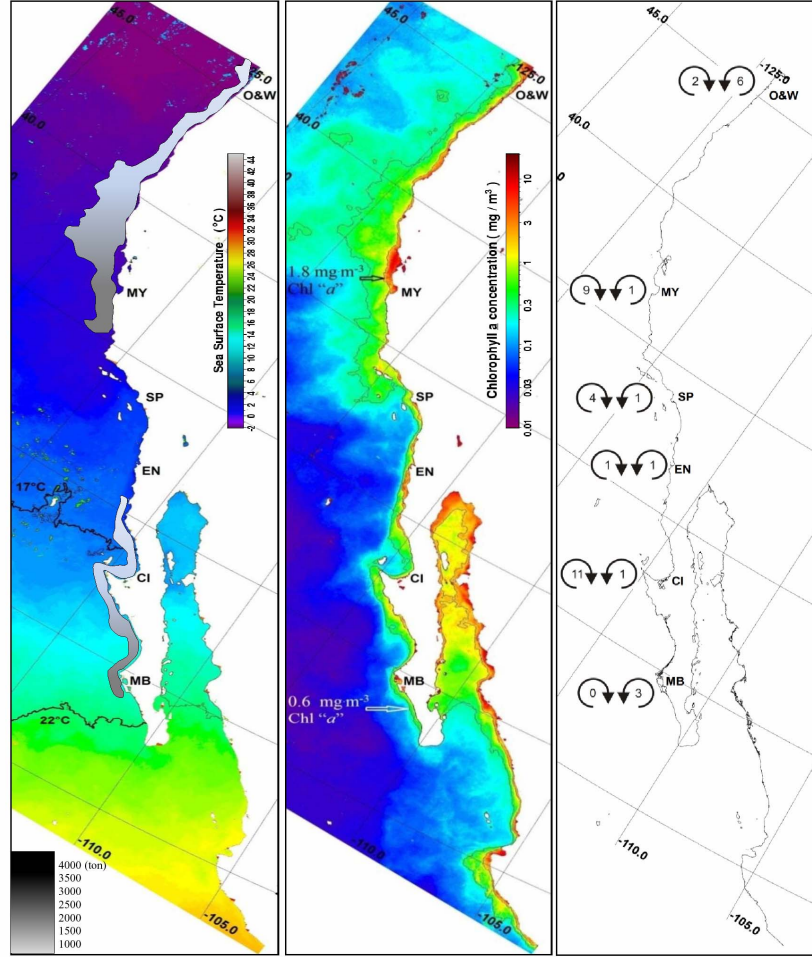 45.0
-125.0
O&W
40.0
0
Sea Surface Temperature (°C)
-2 0 2 4 6 8 10 12 14 16 18 20 22 24 26 28 30 32 34 36 38 40 42 44
MY
SP
EN
17°C
CI
MB
22°C
-110.0
-105.0
4000 (ton)
3500
3000
2500
2000
1500
1000
45.0
-125.0
O&W
40.0
0
Chlorophyll a concentration ( mg / m³ )
0.01 0.03 0.1 0.3 1 3 10
1.8 mg m⁻³
Chl “a”
MY
SP
EN
CI
MB
0.6 mg·m⁻³
Chl “a”
-110.0
-105.0
45.0
-125.0
2 6
O&W
40.0
0
9 1
MY
4 1
SP
1 1
EN
11 1
CI
0 3
MB
-110.0
-105.0